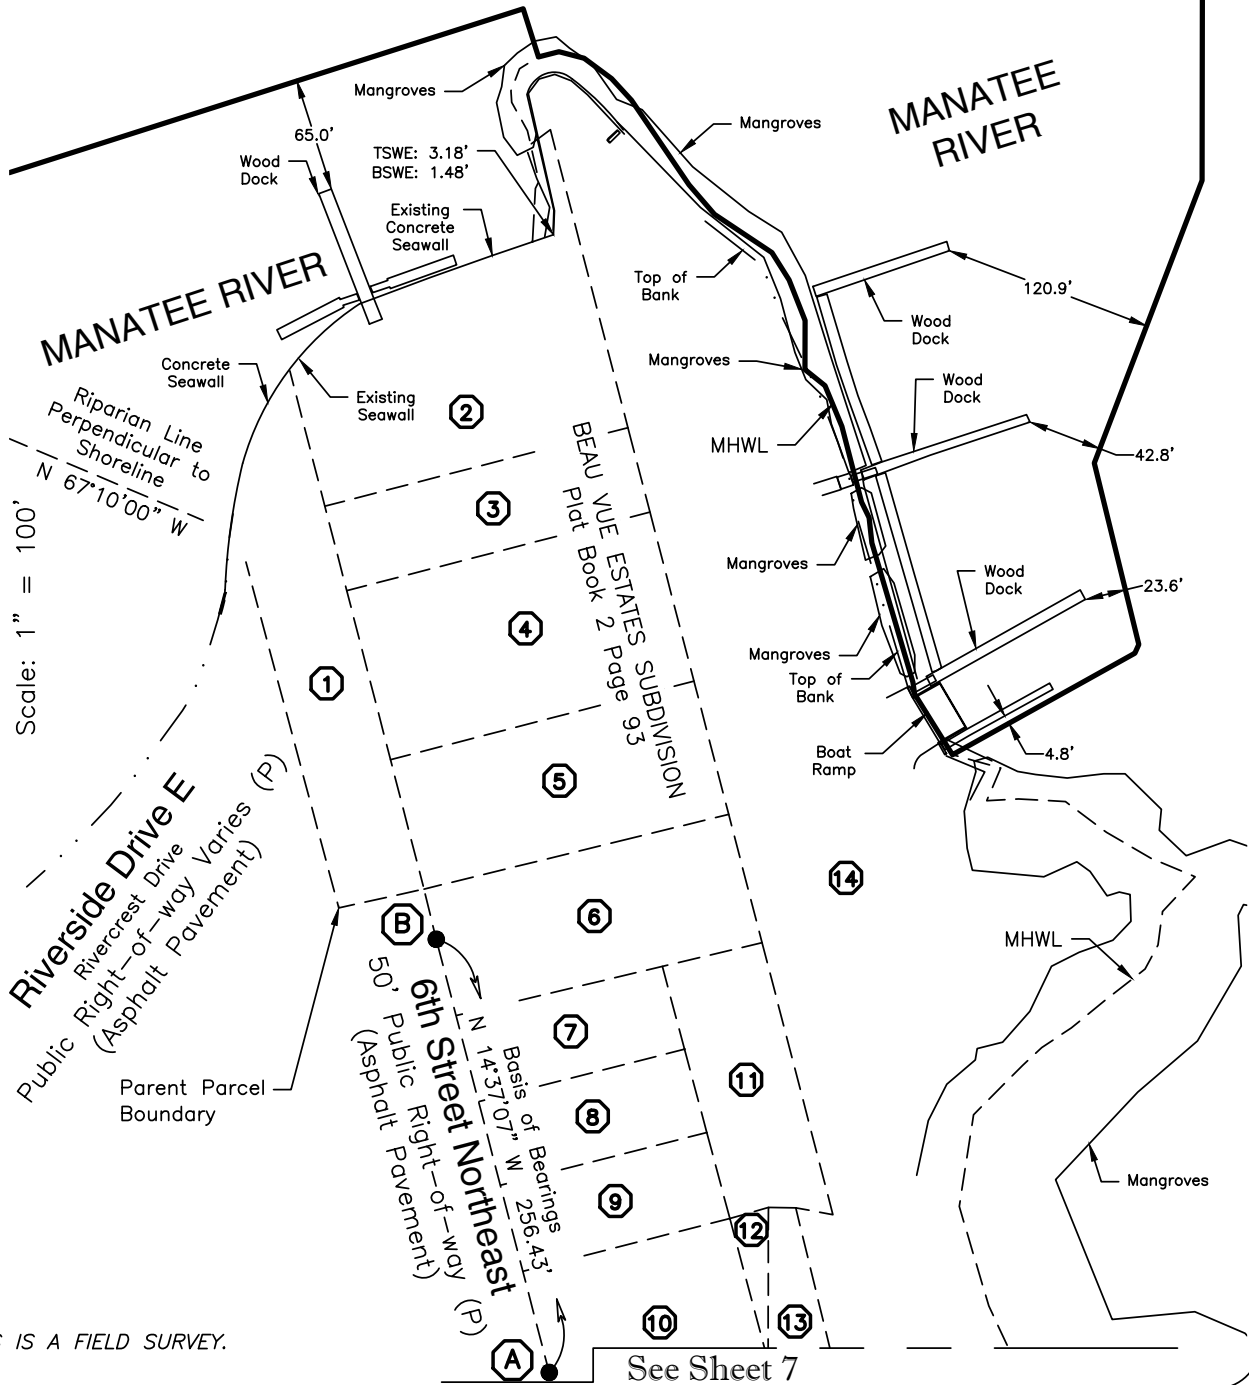 Mangroves
MANATEE
RIVER
65.0'
Mangroves
Wood
Dock
TSWE: 3.18'
BSWE: 1.48'
Existing
Concrete
Seawall
MANATEE RIVER
Top of
Bank
120.9'
Wood
Dock
Concrete
Seawall
Existing
Seawall
Mangroves
Wood
Dock
Riparian Line
Perpendicular to
Shoreline
N 67°10'00" W
2
MHWL
42.8'
BEAU VUE ESTATES SUBDIVISION
Plat Book 2 Page 93
3
Scale: 1" = 100'
Mangroves
Wood
Dock
23.6'
4
Mangroves
Top of
Bank
1
Boat
Ramp
4.8'
5
Riverside Drive E
Rivercrest Drive
Public Right-of-way Varies (P)
(Asphalt Pavement)
14
6
B
MHWL
6th Street Northeast
50' Public Right-of-way (P)
(Asphalt Pavement)
Basis of Bearings
N 14°37'07" W 256.43'
7
Parent Parcel
Boundary
11
8
Mangroves
9
12
10
13
IS A FIELD SURVEY.
A
See Sheet 7